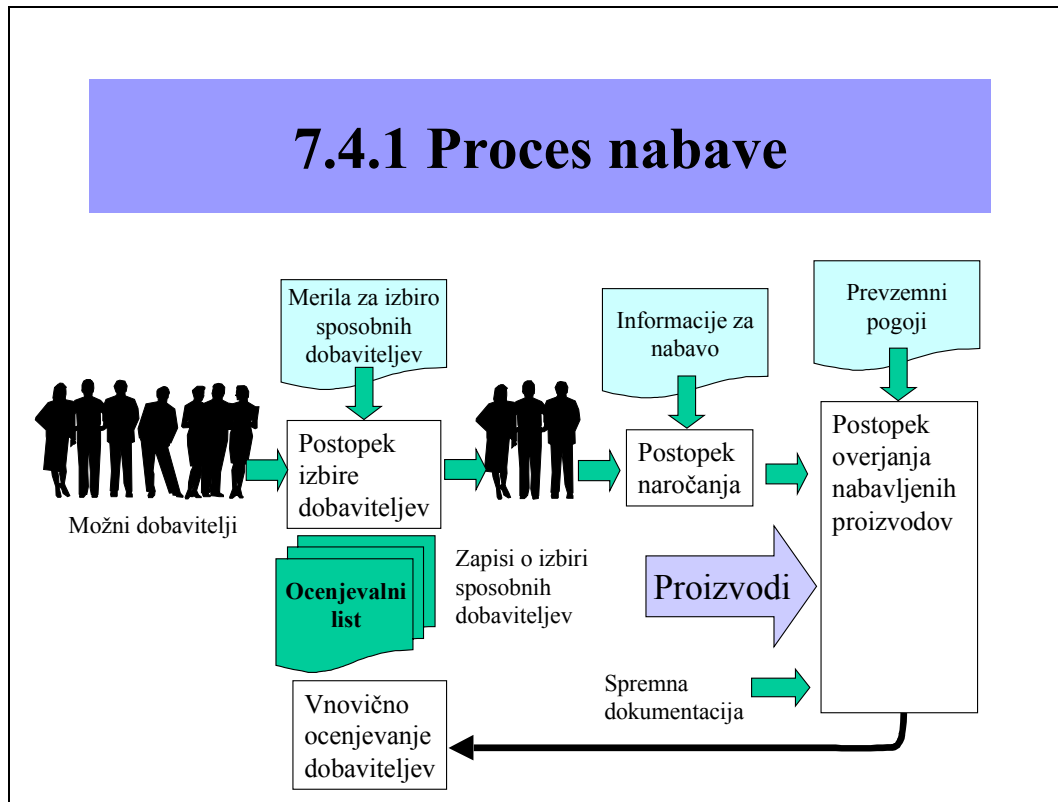 7.4.1 Proces nabave
Merila za izbiro
sposobnih
dobaviteljev
Informacije za
nabavo
Prevzemni
pogoji
Možni dobavitelji
Postopek
izbire
dobaviteljev
Postopek
naročanja
Postopek
overjanja
nabavljenih
proizvodov
Ocenjevalni
list
Zapisi o izbiri
sposobnih
dobaviteljev
Proizvodi
Spremna
dokumentacija
Vnovično
ocenjevanje
dobaviteljev